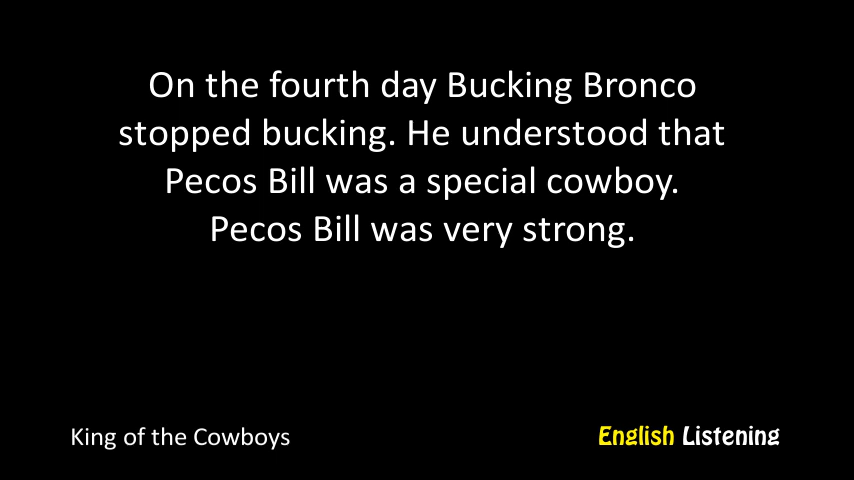 On the fourth day Bucking Bronco
stopped bucking. He understood that
Pecos Bill was a special cowboy.
Pecos Bill was very strong.
King of the Cowboys
English Listening